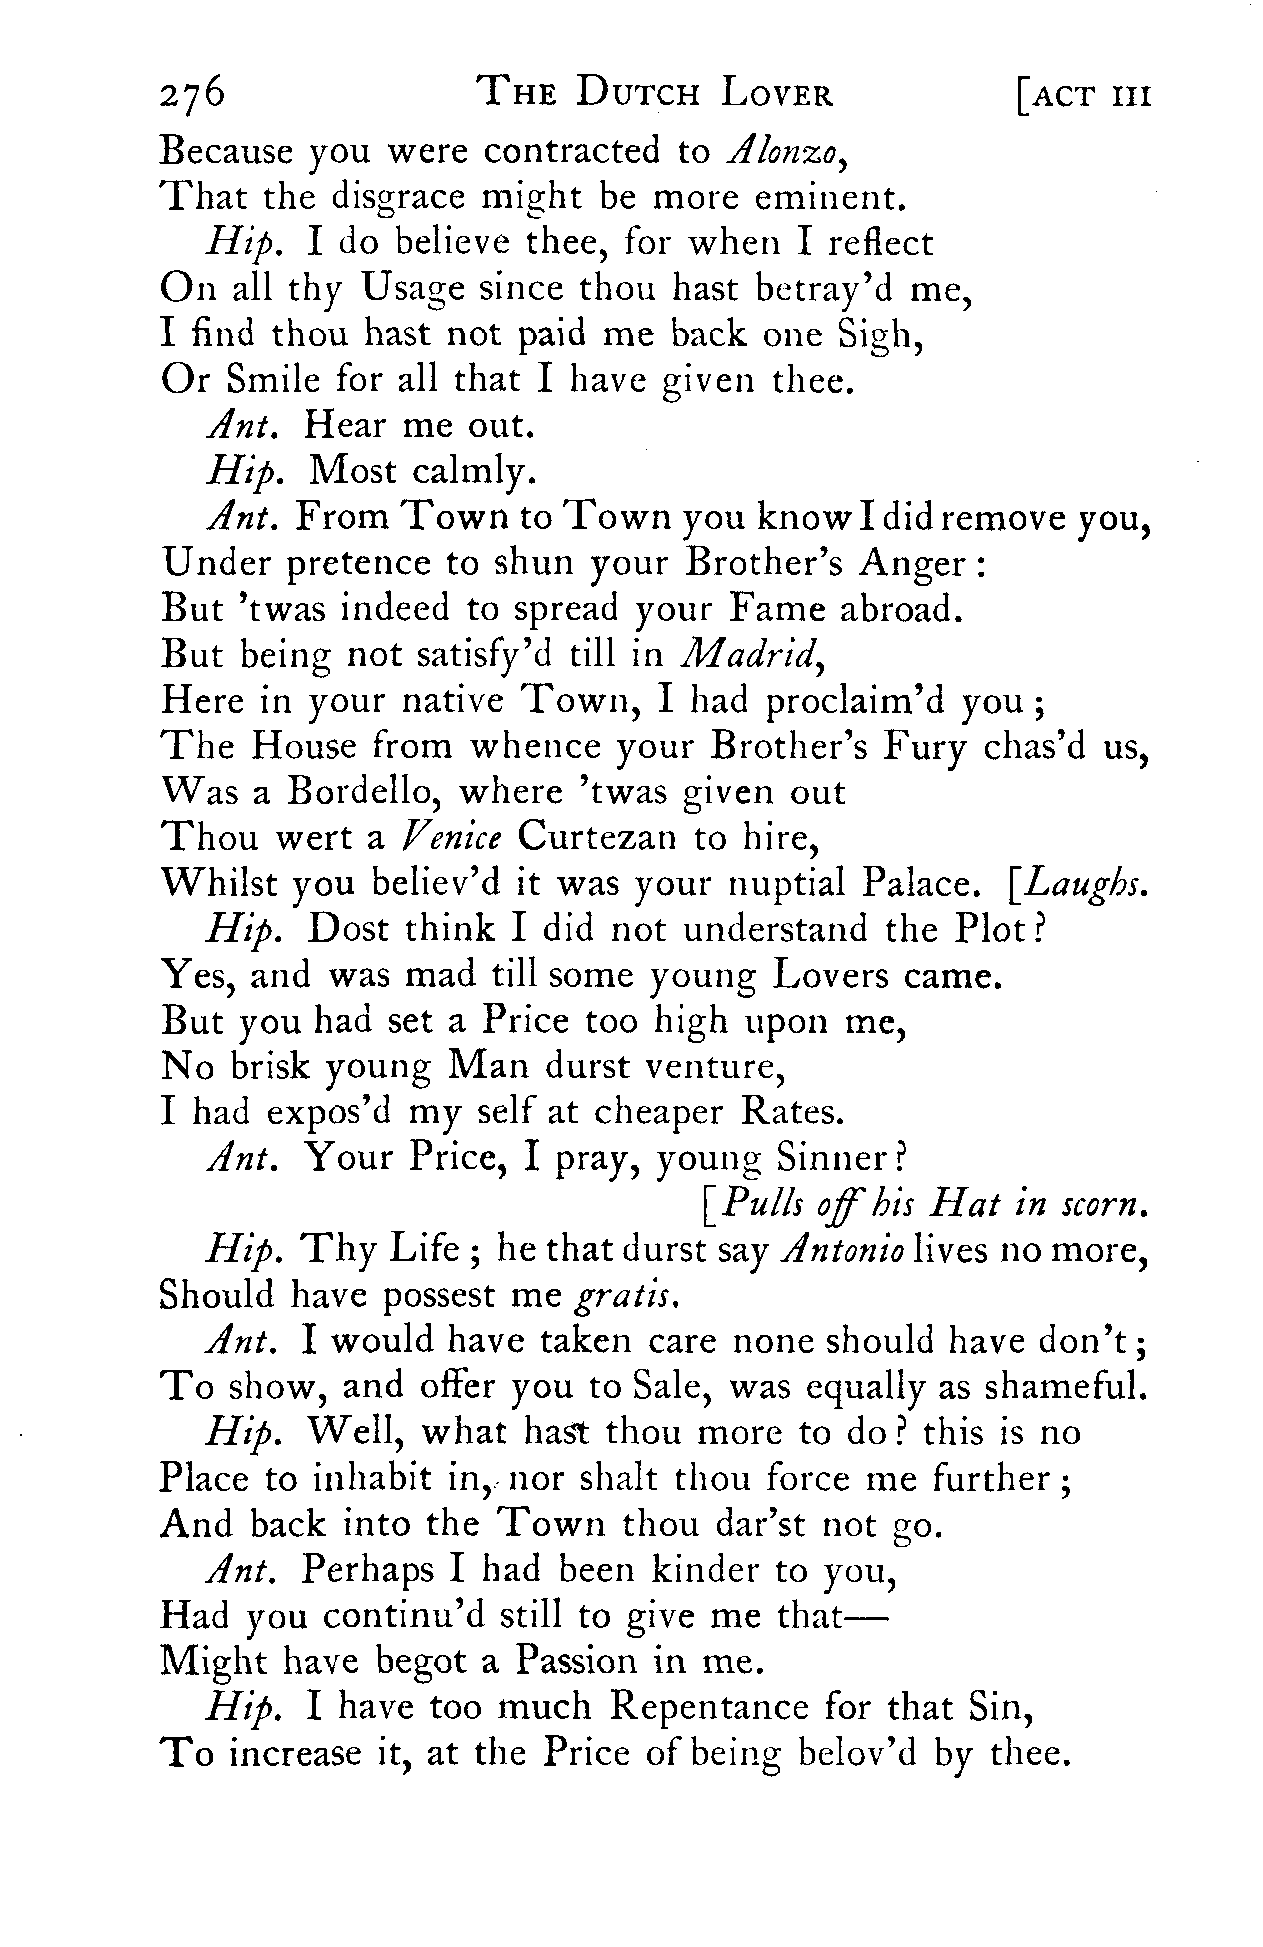 276 THE DUTCH LOVER [ACT III
Because you were contracted to Alonzo,
That the disgrace might be more eminent.
Hip. I do believe thee, for when I reflect
On all thy Usage since thou hast betray'd me,
I find thou hast not paid me back one Sigh,
Or Smile for all that I have given thee.
Ant. Hear me out.
Hip. Most calmly.
Ant. From Town to Town you know I did remove you,
Under pretence to shun your Brother's Anger :
But 'twas indeed to spread your Fame abroad.
But being not satisfy'd till in Madrid,
Here in your native Town, I had proclaim'd you ;
The House from whence your Brother's Fury chas'd us,
Was a Bordello, where 'twas given out
Thou wert a Venice Curtezan to hire,
Whilst you believ'd it was your nuptial Palace. [Laughs.
Hip. Dost think I did not understand the Plot ?
Yes, and was mad till some young Lovers came.
But you had set a Price too high upon me,
No brisk young Man durst venture,
I had expos'd my self at cheaper Rates.
Ant. Your Price, I pray, young Sinner ?
[Pulls off his Hat in scorn.
Hip. Thy Life ; he that durst say Antonio lives no more,
Should have possest me gratis.
Ant. I would have taken care none should have don't ;
To show, and offer you to Sale, was equally as shameful.
Hip. Well, what hast thou more to do ? this is no
Place to inhabit in, nor shalt thou force me further ;
And back into the Town thou dar'st not go.
Ant. Perhaps I had been kinder to you,
Had you continu'd still to give me that—
Might have begot a Passion in me.
Hip. I have too much Repentance for that Sin,
To increase it, at the Price of being belov'd by thee.